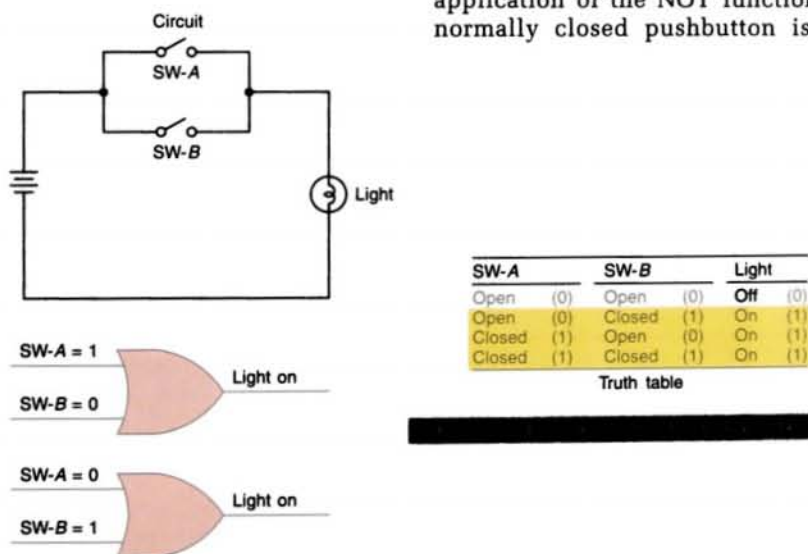 application of the NOT function
normally closed pushbutton is
Circuit
SW-A
SW-B
Light
SW-A SW-B Light
Open (0) Open (0) Off (0)
Open (0) Closed (1) On (1)
Closed (1) Open (0) On (1)
Closed (1) Closed (1) On (1)
Truth table
SW-A = 1
Light on
SW-B = 0
SW-A = 0
Light on
SW-B = 1